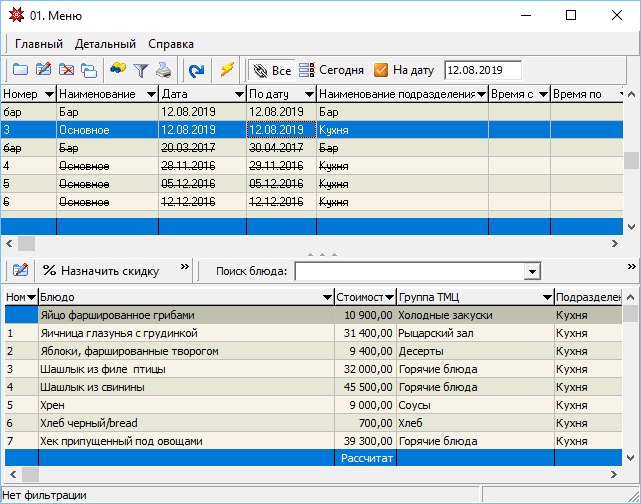 01. Меню
Главный Детальный Справка
Все Сегодня На дату 12.08.2019
Номер Наименование Дата По дату Наименование подразделения Время с Время по
бар Бар 12.08.2019 12.08.2019 Бар
3 Основное 12.08.2019 12.08.2019 Кухня
бар Бар 20.03.2017 30.04.2017 Бар
4 Основное 28.11.2016 29.11.2016 Кухня
5 Основное 05.12.2016 05.12.2016 Кухня
6 Основное 12.12.2016 12.12.2016 Кухня
% Назначить скидку » Поиск блюда: »
Ном Блюдо Стоимост Группа ТМЦ Подразделен
Яйцо фаршированное грибами 10 900,00 Холодные закуски Кухня
1 Яичница глазунья с грудинкой 31 400,00 Рыцарский зал Кухня
2 Яблоки, фаршированные творогом 9 400,00 Десерты Кухня
3 Шашлык из филе птицы 32 000,00 Горячие блюда Кухня
4 Шашлык из свинины 45 500,00 Горячие блюда Кухня
5 Хрен 9 000,00 Соусы Кухня
6 Хлеб черный/bread 700,00 Хлеб Кухня
7 Хек припущенный под овощами 39 300,00 Горячие блюда Кухня
Рассчитат
Нет фильтрации